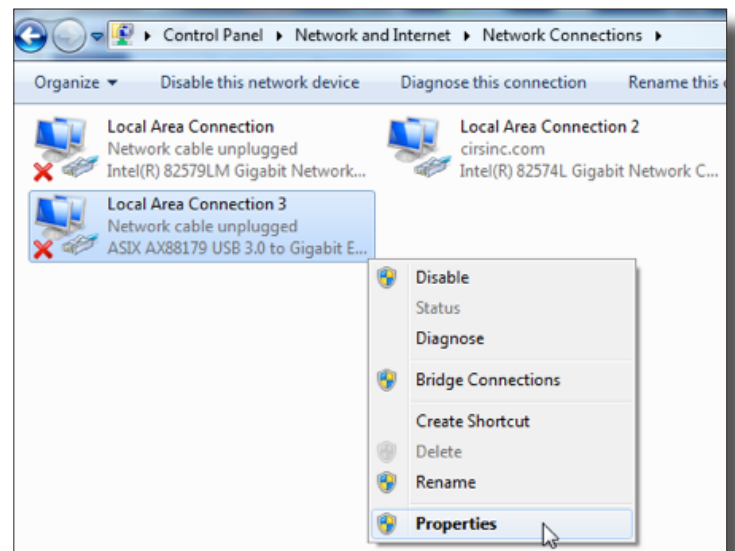 Control Panel Network and Internet Network Connections
Organize Disable this network device Diagnose this connection Rename this
Local Area Connection
Network cable unplugged
Intel(R) 82579LM Gigabit Network...
Local Area Connection 2
cirsinc.com
Intel(R) 82574L Gigabit Network C...
Local Area Connection 3
Network cable unplugged
ASIX AX88179 USB 3.0 to Gigabit E...
Disable
Status
Diagnose
Bridge Connections
Create Shortcut
Delete
Rename
Properties